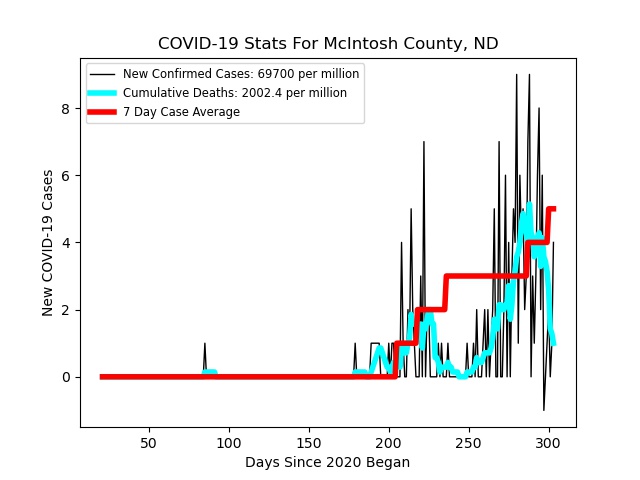 COVID-19 Stats For McIntosh County, ND
New Confirmed Cases: 69700 per million
Cumulative Deaths: 2002.4 per million
7 Day Case Average
New COVID-19 Cases
8
6
4
2
0
50 100 150 200 250 300
Days Since 2020 Began